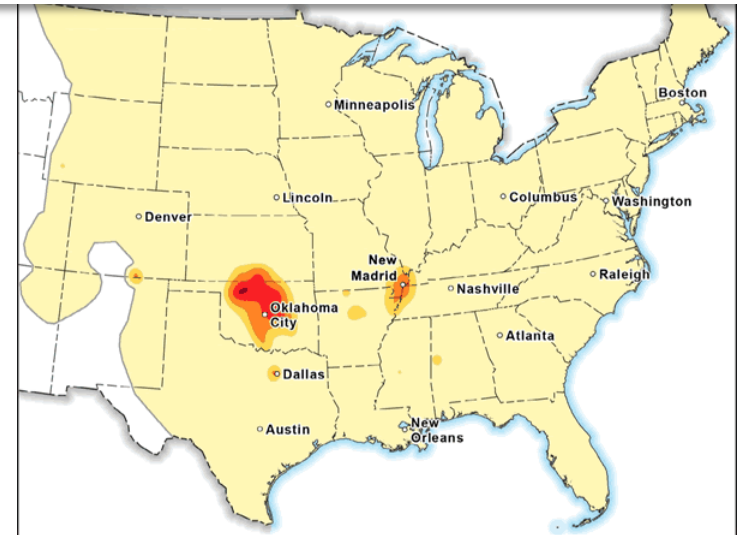 Boston
Minneapolis
Lincoln
Columbus
Washington
Denver
New
Madrid
Nashville
Raleigh
Oklahoma
City
Atlanta
Dallas
Austin
New
Orleans